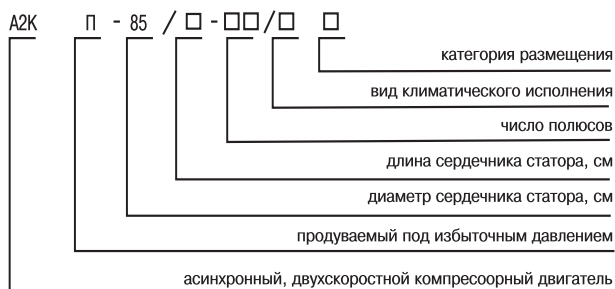 А2К П - 85 / □ - □□ / □ □
категория размещения
вид климатического исполнения
число полюсов
длина сердечника статора, см
диаметр сердечника статора, см
продуваемый под избыточным давлением
асинхронный, двухскоростной компресоорный двигатель